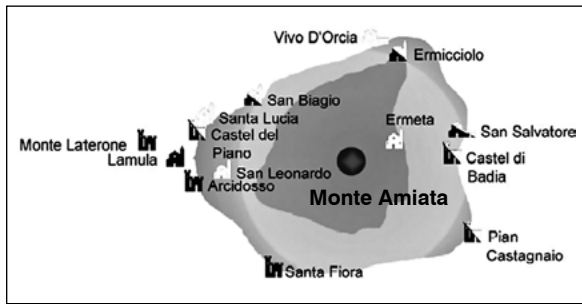 Vivo D'Orcia
Ermicciolo
San Biagio
Santa Lucia
Castel del
Piano
Ermeta
San Salvatore
Castel di
Badia
Monte Laterone
Lamula
San Leonardo
Arcidosso
Monte Amiata
Pian
Castagnaio
Santa Fiora